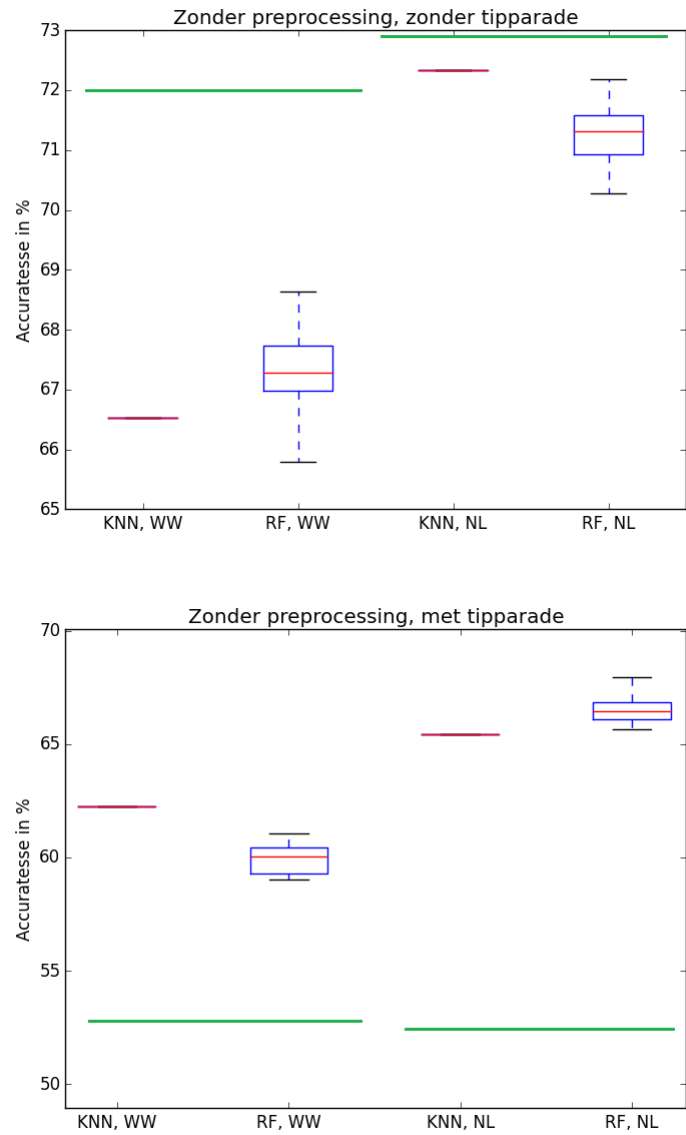 Zonder preprocessing, zonder tipparade
73
72
71
70
69
68
67
66
65
Accuratesse in %
KNN, WW RF, WW KNN, NL RF, NL
Zonder preprocessing, met tipparade
70
65
60
55
50
Accuratesse in %
KNN, WW RF, WW KNN, NL RF, NL